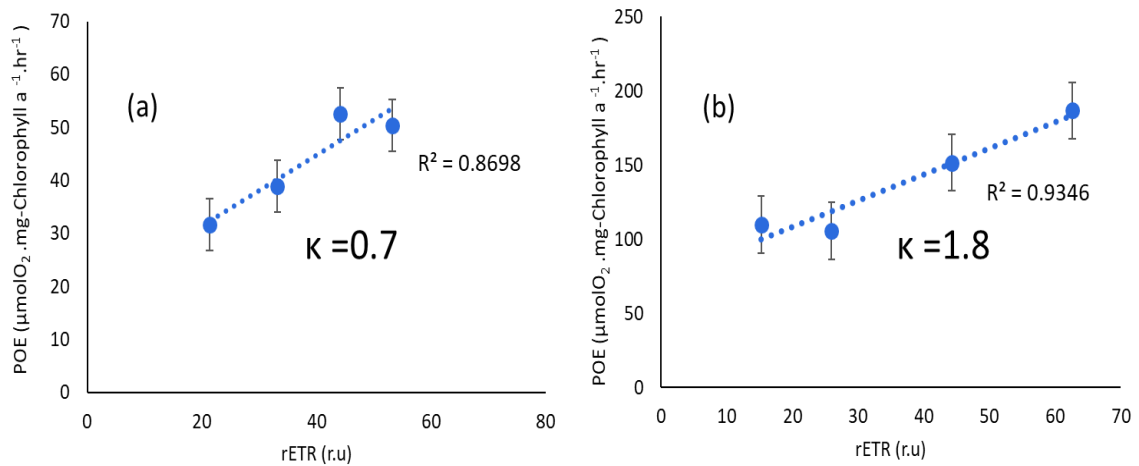 70
60
50
40
30
20
10
0
POE (µmolO₂ .mg-Chlorophyll a ⁻¹.hr⁻¹)
(a)
R² = 0.8698
κ =0.7
0 20 40 60 80
rETR (r.u)
250
200
150
100
50
0
POE (µmolO₂ .mg-Chlorophyll a ⁻¹.hr⁻¹)
(b)
R² = 0.9346
κ =1.8
0 10 20 30 40 50 60 70
rETR (r.u)